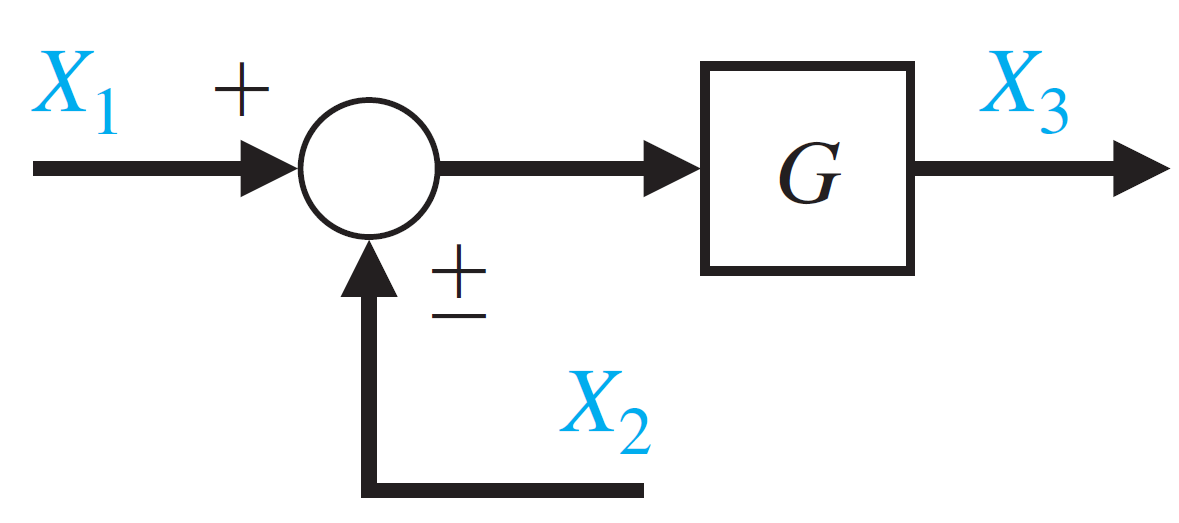 X₁
+
G
X₃
±
X₂